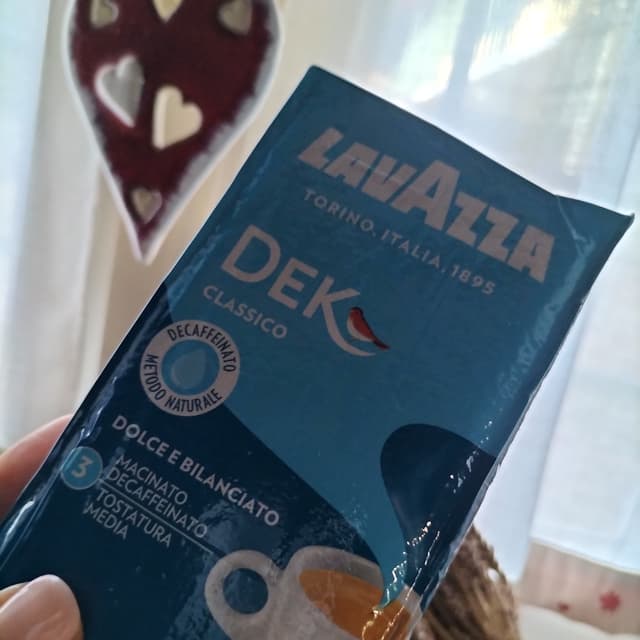 LAVAZZA
TORINO, ITALIA, 1895
DEK
CLASSICO
DECAFFEINATO
METODO NATURALE
DOLCE E BILANCIATO
3
MACINATO
DECAFFEINATO
TOSTATURA
MEDIA